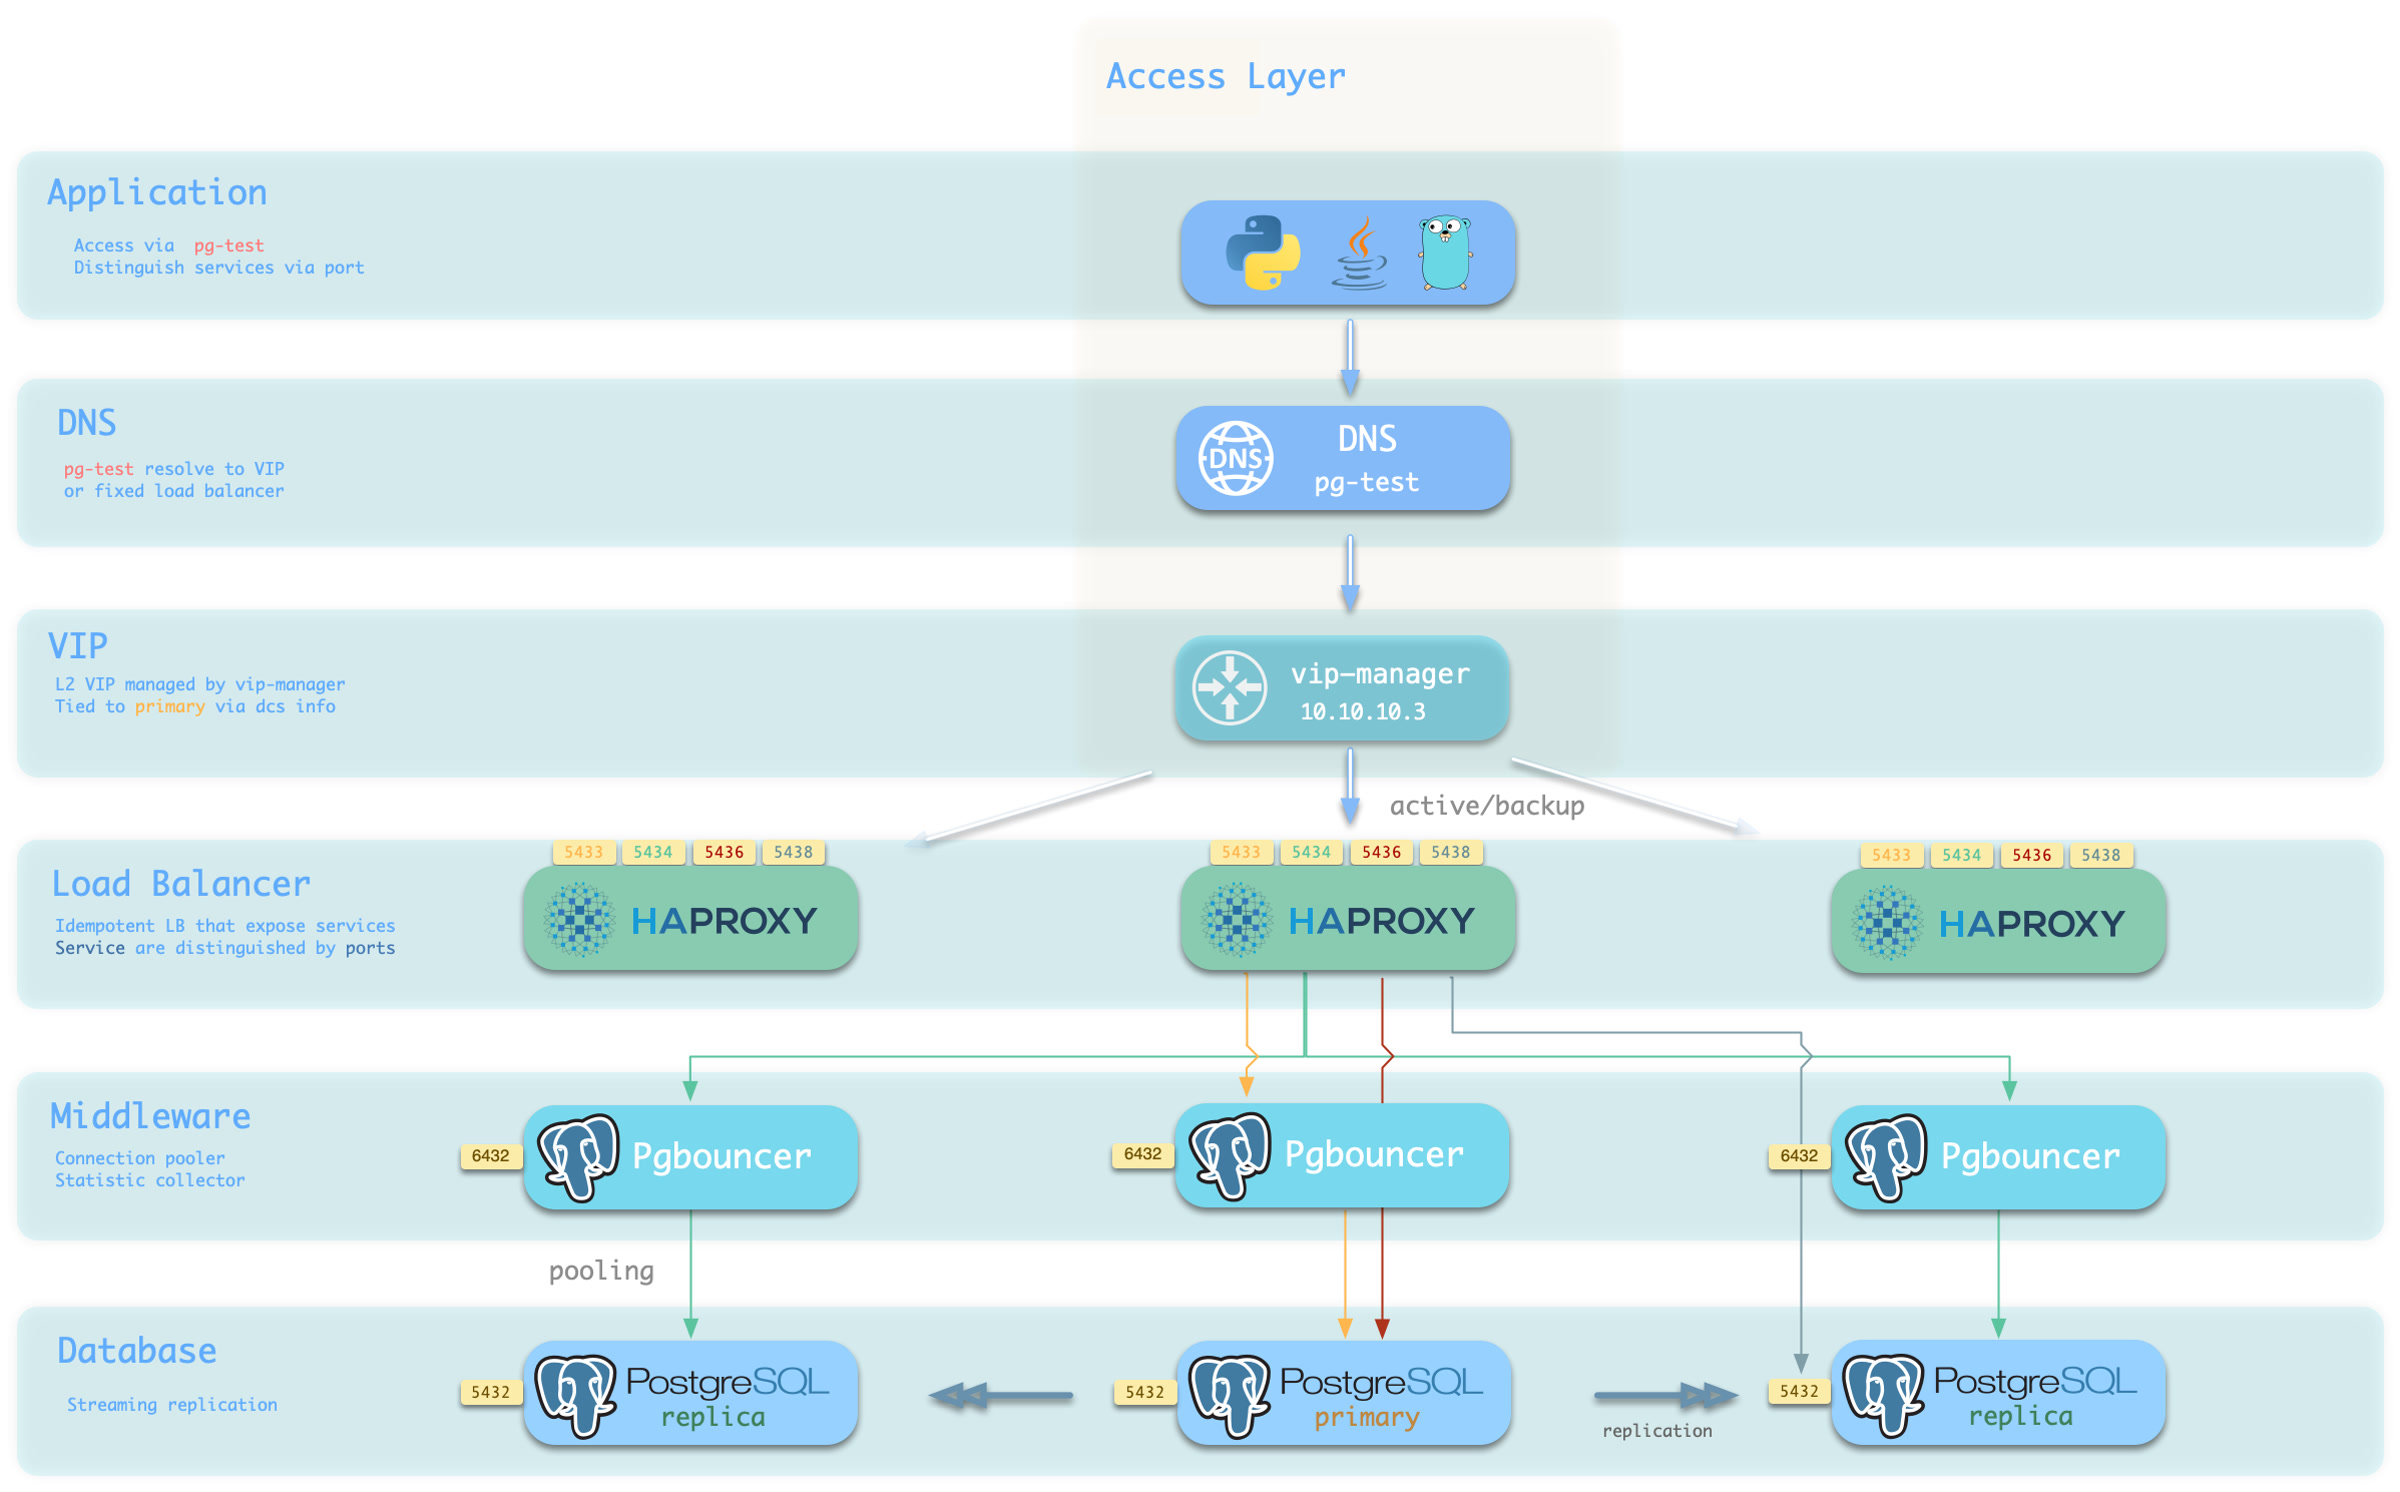 Access Layer
Application
Access via pg-test
Distinguish services via port
DNS
pg-test resolve to VIP
or fixed load balancer
DNS
DNS
pg-test
VIP
L2 VIP managed by vip-manager
Tied to primary via dcs info
vip-manager
10.10.10.3
active/backup
Load Balancer
Idempotent LB that expose services
Service are distinguished by ports
5433 5434 5436 5438
HAPROXY
5433 5434 5436 5438
HAPROXY
5433 5434 5436 5438
HAPROXY
Middleware
Connection pooler
Statistic collector
6432
Pgbouncer
6432
Pgbouncer
6432
Pgbouncer
pooling
Database
Streaming replication
5432
PostgreSQL
replica
5432
PostgreSQL
primary
replication
5432
PostgreSQL
replica